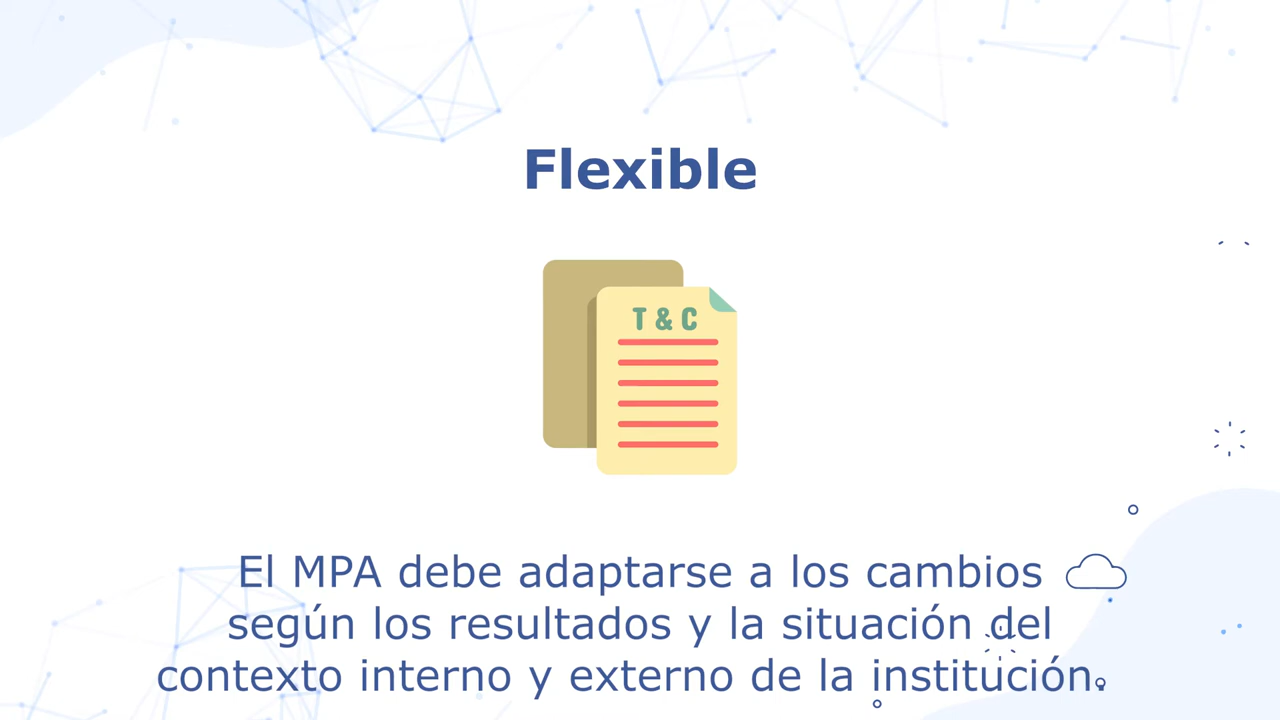 Flexible
T & C
El MPA debe adaptarse a los cambios
según los resultados y la situación del
contexto interno y externo de la institución.